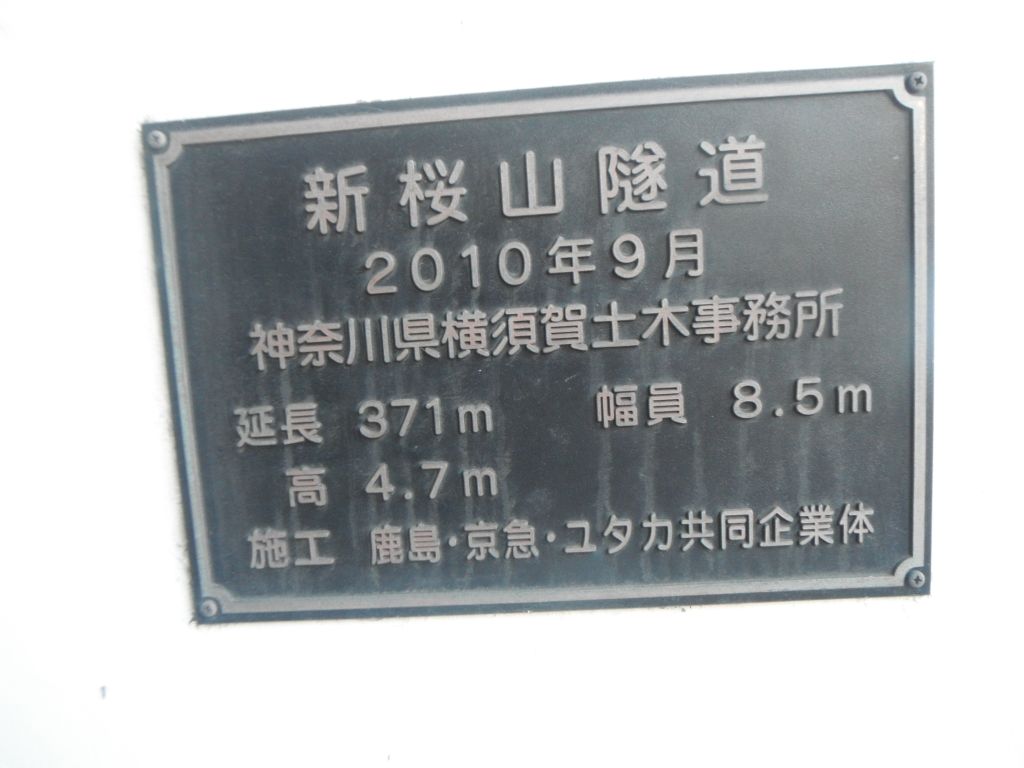 新桜山隧道
2010年9月
神奈川県横須賀土木事務所
延長 371m 幅員 8.5m
高 4.7m
施工 鹿島・京急・ユタカ共同企業体